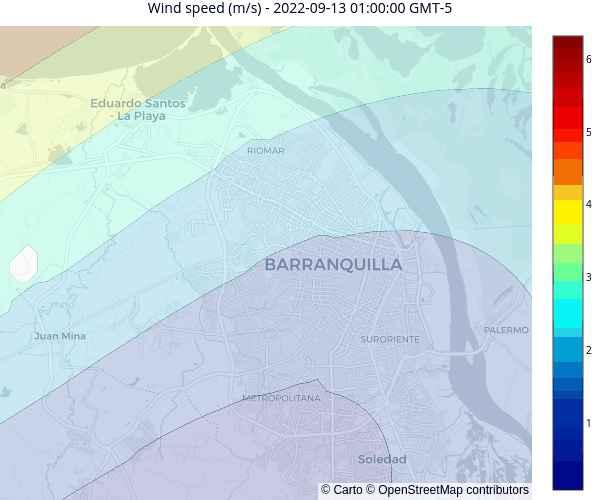 Wind speed (m/s) - 2022-09-13 01:00:00 GMT-5
6
5
4
3
2
1
a
Eduardo Santos
- La Playa
RIOMAR
BARRANQUILLA
Juan Mina
PALERMO
SURORIENTE
METROPOLITANA
Soledad
© Carto © OpenStreetMap contributors